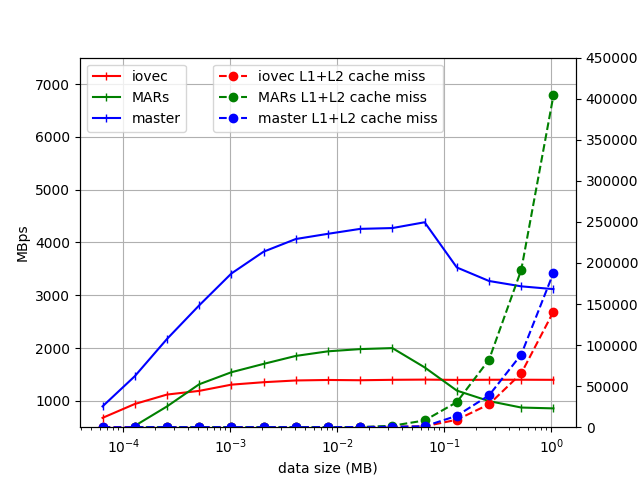 iovec
MARs
master
iovec L1+L2 cache miss
MARs L1+L2 cache miss
master L1+L2 cache miss
MBps
7000
6000
5000
4000
3000
2000
1000
450000
400000
350000
300000
250000
200000
150000
100000
50000
0
10⁻⁴
10⁻³
10⁻²
10⁻¹
10⁰
data size (MB)